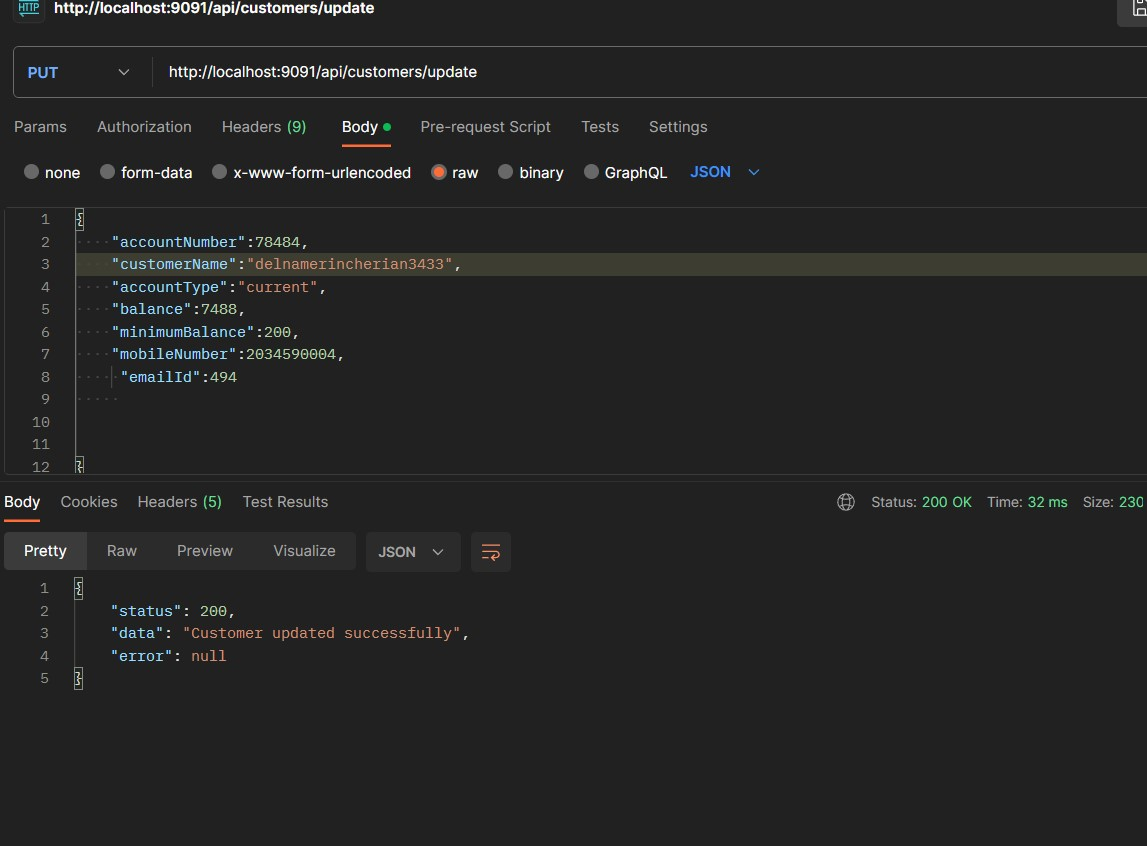 HTTP http://localhost:9091/api/customers/update
PUT http://localhost:9091/api/customers/update
Params Authorization Headers (9) Body Pre-request Script Tests Settings
none form-data x-www-form-urlencoded raw binary GraphQL JSON
1 {
2 "accountNumber":78484,
3 "customerName":"delnamerincherian3433",
4 "accountType":"current",
5 "balance":7488,
6 "minimumBalance":200,
7 "mobileNumber":2034590004,
8 "emailId":494
9
10
11
12 }
Body Cookies Headers (5) Test Results Status: 200 OK Time: 32 ms Size: 230
Pretty Raw Preview Visualize JSON
1 {
2 "status": 200,
3 "data": "Customer updated successfully",
4 "error": null
5 }